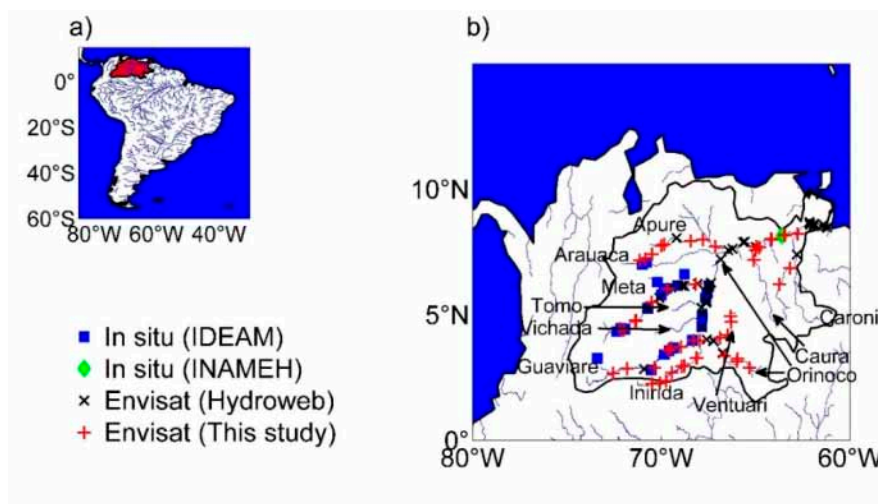 a)
0°
20°S
40°S
60°S
80°W 60°W 40°W
In situ (IDEAM)
In situ (INAMEH)
Envisat (Hydroweb)
Envisat (This study)
b)
10°N
5°N
0°
80°W
70°W
60°W
Apure
Arauaca
Meta
Tomo
Vichada
Guaviare
Inirida
Ventuari
Caroni
Caura
Orinoco